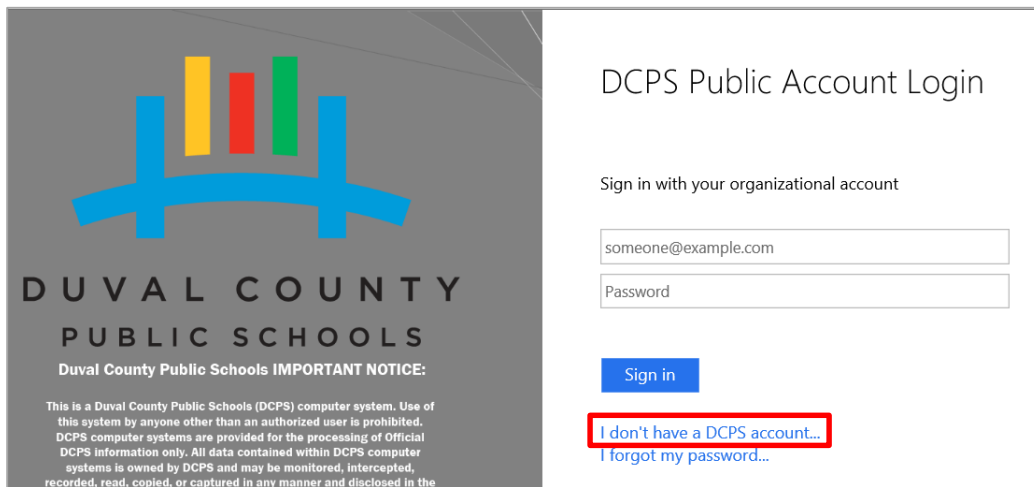 DUVAL COUNTY
PUBLIC SCHOOLS
Duval County Public Schools IMPORTANT NOTICE:
This is a Duval County Public Schools (DCPS) computer system. Use of
this system by anyone other than an authorized user is prohibited.
DCPS computer systems are provided for the processing of Official
DCPS information only. All data contained within DCPS computer
systems is owned by DCPS and may be monitored, intercepted,
recorded, read, copied, or captured in any manner and disclosed in the
DCPS Public Account Login
Sign in with your organizational account
someone@example.com
Password
Sign in
I don't have a DCPS account...
I forgot my password...